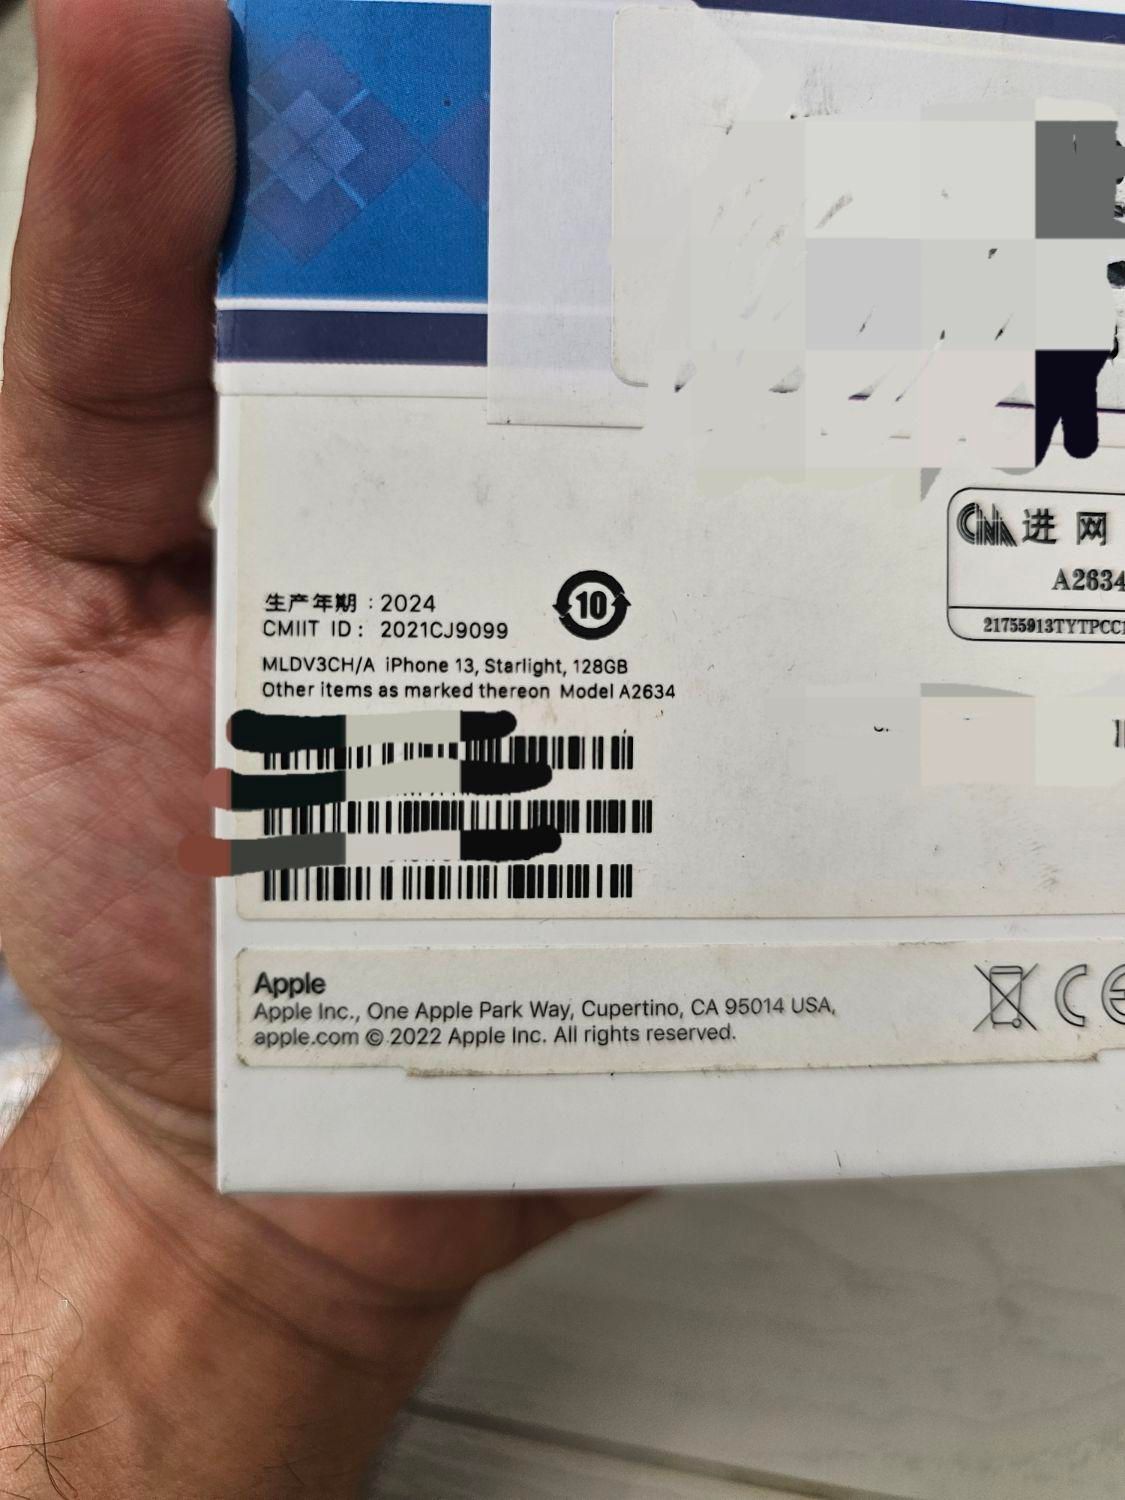 进 网
A2634
21755913TYTPCC1
生产年期 : 2024
10
CMIIT ID : 2021CJ9099
MLDV3CH/A iPhone 13, Starlight, 128GB
Other items as marked thereon Model A2634
Apple
Apple Inc., One Apple Park Way, Cupertino, CA 95014 USA,
apple.com © 2022 Apple Inc. All rights reserved.